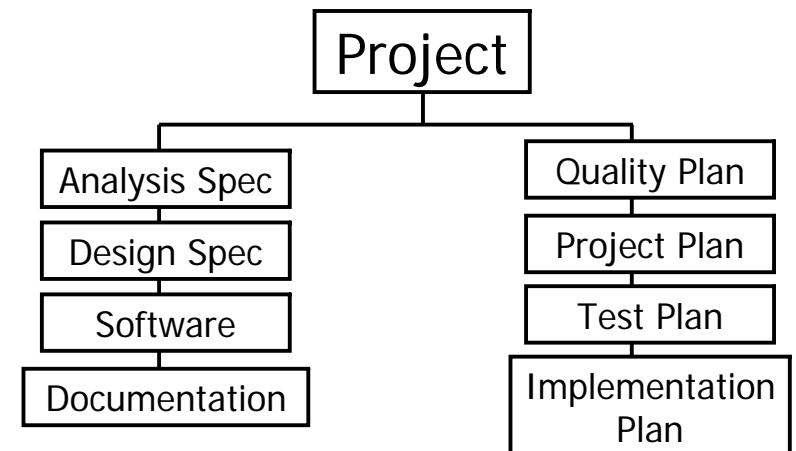 Project
Analysis Spec
Design Spec
Software
Documentation
Quality Plan
Project Plan
Test Plan
Implementation
Plan